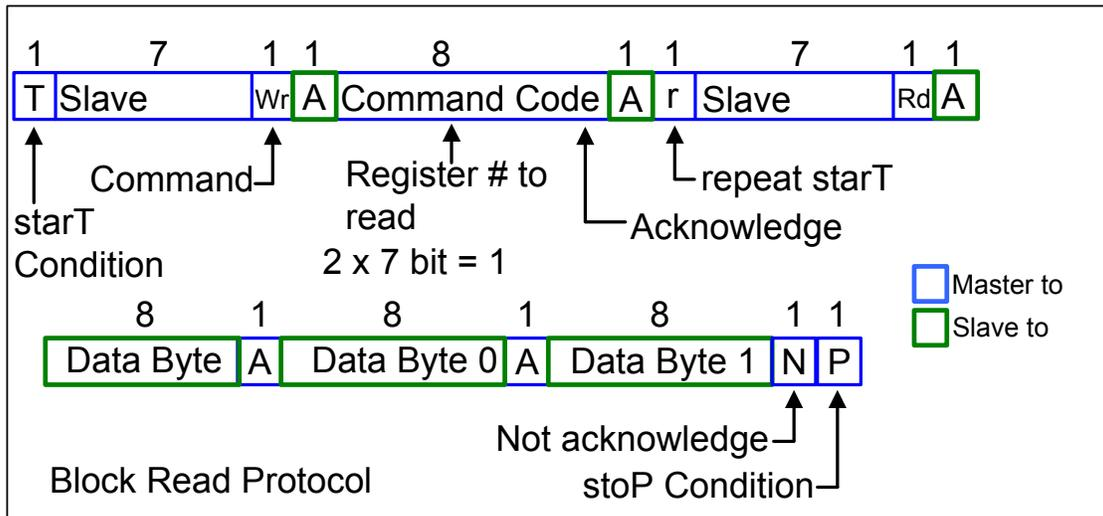 1 7 1 1 8 1 1 7 1 1
T Slave Wr A Command Code A r Slave Rd A
Command
Register # to
read
2 x 7 bit = 1
repeat starT
Acknowledge
starT
Condition
Master to
Slave to
8 1 8 1 8 1 1
Data Byte A Data Byte 0 A Data Byte 1 N P
Not acknowledge
stoP Condition
Block Read Protocol